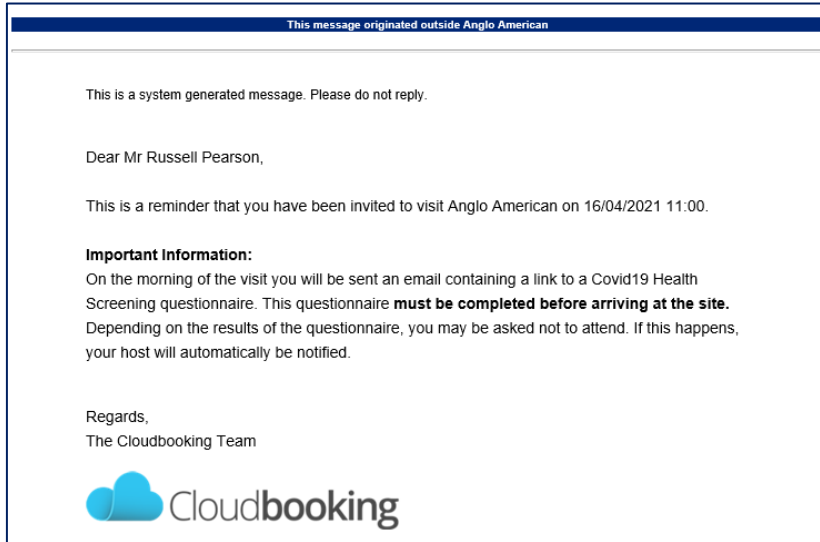 This message originated outside Anglo American
This is a system generated message. Please do not reply.
Dear Mr Russell Pearson,
This is a reminder that you have been invited to visit Anglo American on 16/04/2021 11:00.
Important Information:
On the morning of the visit you will be sent an email containing a link to a Covid19 Health
Screening questionnaire. This questionnaire must be completed before arriving at the site.
Depending on the results of the questionnaire, you may be asked not to attend. If this happens,
your host will automatically be notified.
Regards,
The Cloudbooking Team
Cloudbooking